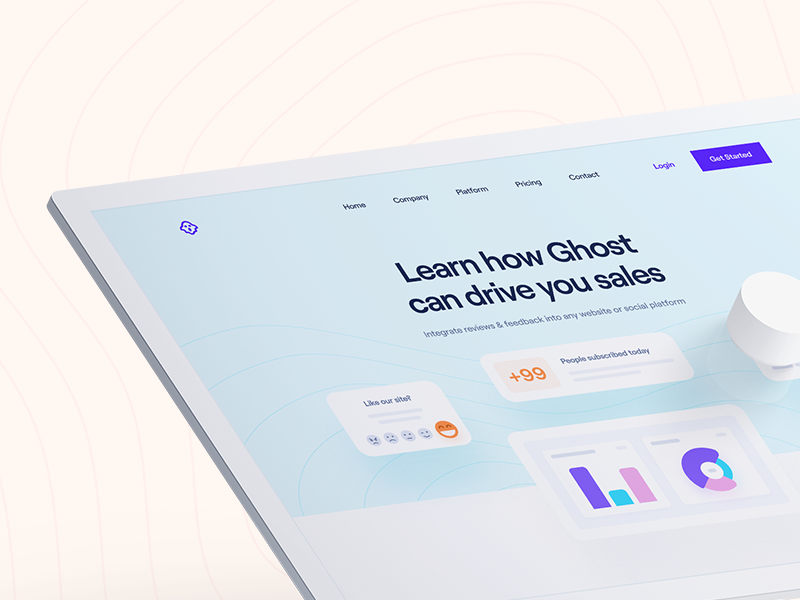 Home Company Platform Pricing Contact Login Get Started
Learn how Ghost
can drive you sales
Integrate reviews & feedback into any website or social platform
+99 People subscribed today
Like our site?